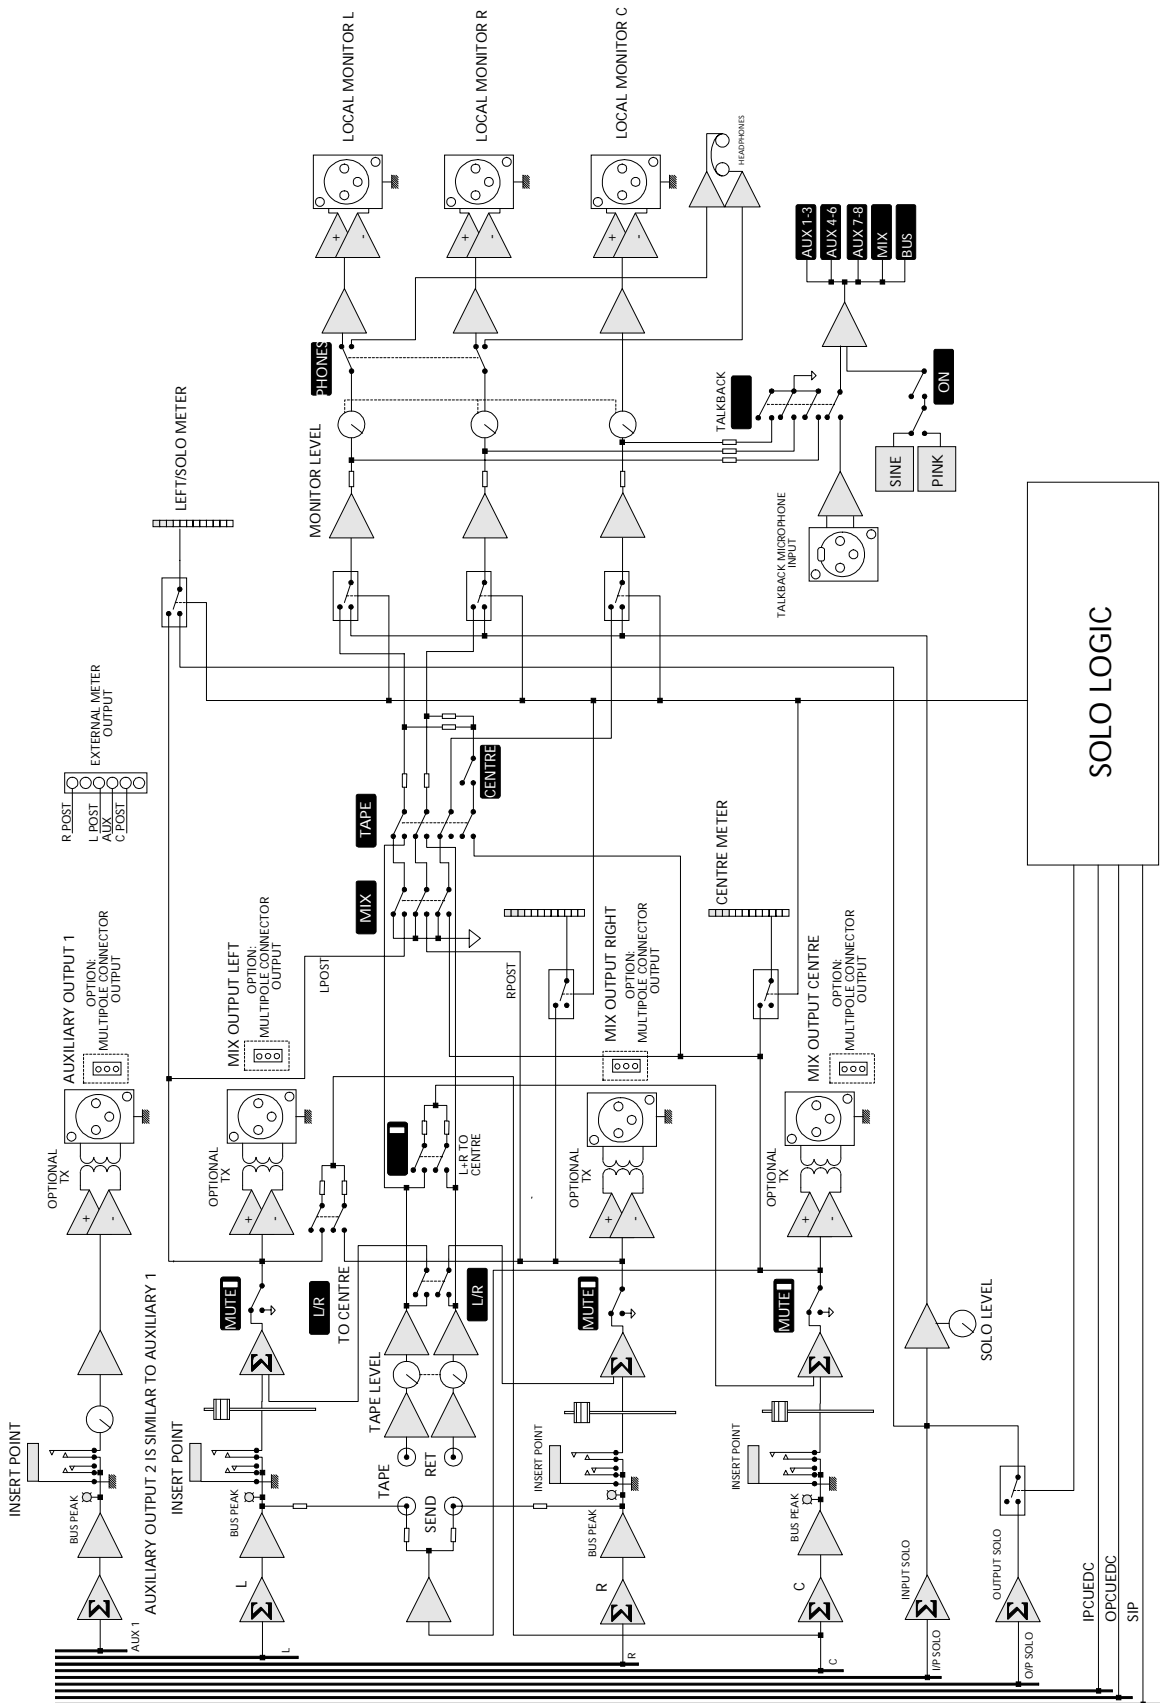 LOCAL MONITOR L
LOCAL MONITOR R
LOCAL MONITOR C
HEADPHONES
+
-
+
-
+
-
PHONES
AUX 1-3
AUX 4-6
AUX 7-8
MIX
BUS
LEFT/SOLO METER
MONITOR LEVEL
TALKBACK
ON
SINE
PINK
TALKBACK MICROPHONE
INPUT
SOLO LOGIC
EXTERNAL METER
OUTPUT
R POST
L POST
AUX
C POST
TAPE
CENTRE
MIX
CENTRE METER
AUXILIARY OUTPUT 1
OPTION:
MULTIPOLE CONNECTOR
OUTPUT
MIX OUTPUT LEFT
OPTION:
MULTIPOLE CONNECTOR
OUTPUT
LPOST
RPOST
MIX OUTPUT RIGHT
OPTION:
MULTIPOLE CONNECTOR
OUTPUT
MIX OUTPUT CENTRE
OPTION:
MULTIPOLE CONNECTOR
OUTPUT
OPTIONAL
TX
+
-
OPTIONAL
TX
+
-
L+R TO
CENTRE
OPTIONAL
TX
+
-
OPTIONAL
TX
+
-
MUTE
L/R
TO CENTRE
L/R
MUTE
MUTE
SOLO LEVEL
INSERT POINT
AUXILIARY OUTPUT 2 IS SIMILAR TO AUXILIARY 1
INSERT POINT
TAPE LEVEL
TAPE
RET
SEND
INSERT POINT
INSERT POINT
BUS PEAK
BUS PEAK
BUS PEAK
BUS PEAK
INPUT SOLO
OUTPUT SOLO
Σ
Σ
L
Σ
R
Σ
C
Σ
Σ
Σ
Σ
Σ
Σ
IPCUEDC
OPCUEDC
SIP
AUX 1
L
R
C
I/P SOLO
O/P SOLO